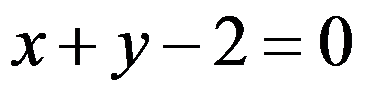 x + y − 2 = 0